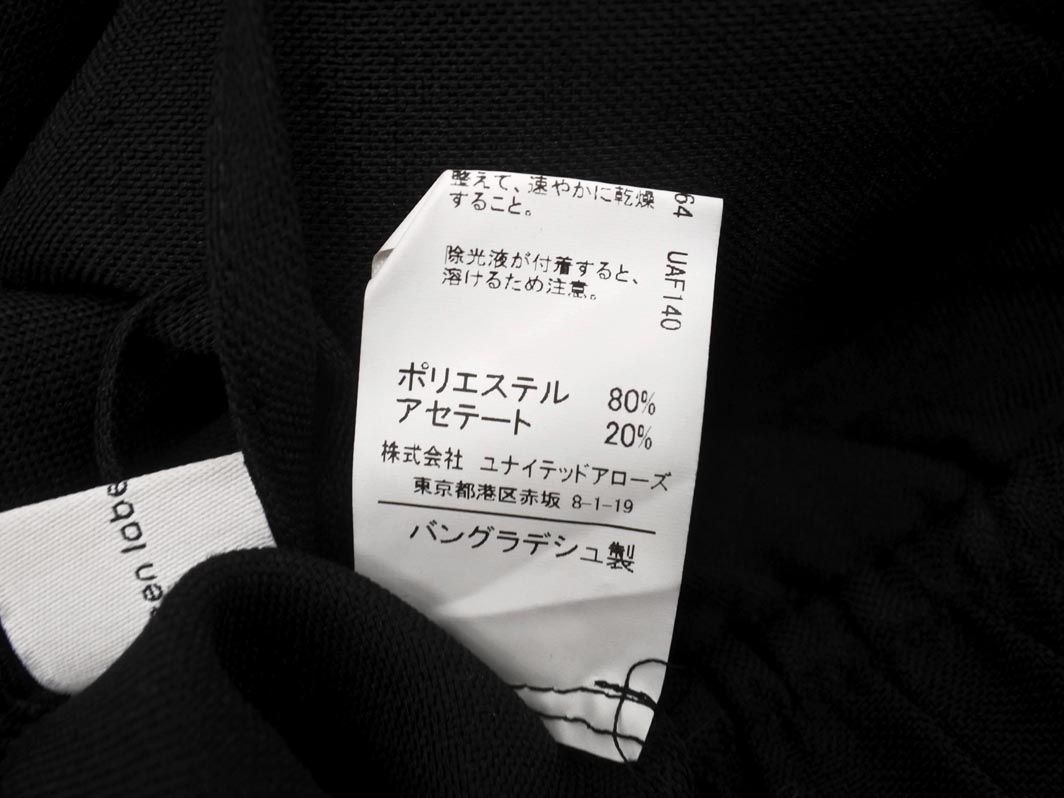 整えて、速やかに乾燥
すること。
除光液が付着すると、
溶けるため注意。
64 UAF140
ポリエステル 80%
アセテート 20%
株式会社 ユナイテッドアローズ
東京都港区赤坂 8-1-19
バングラデシュ製
en labe